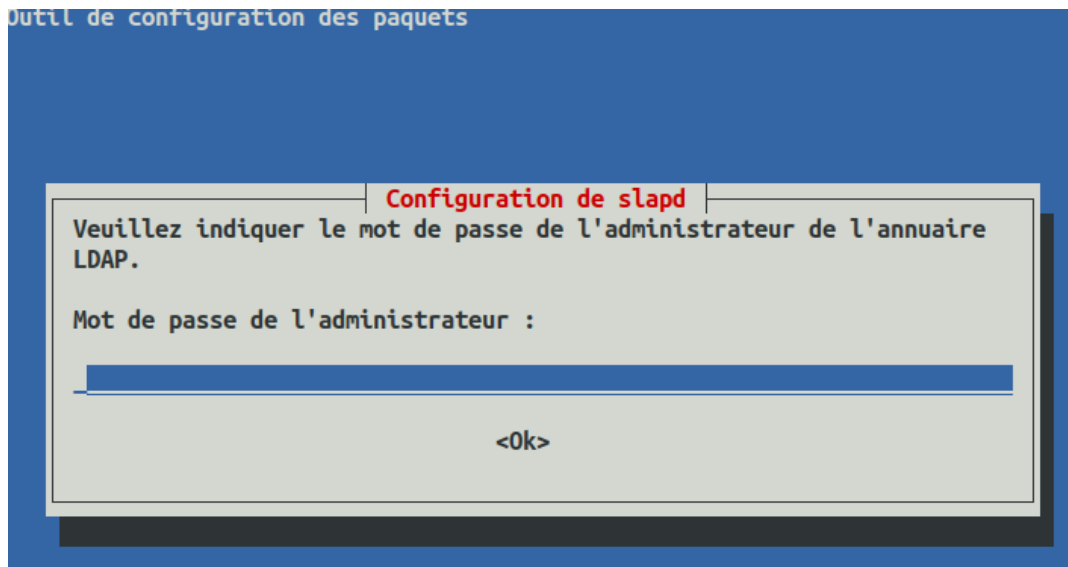 Outil de configuration des paquets
Configuration de slapd
Veuillez indiquer le mot de passe de l'administrateur de l'annuaire
LDAP.
Mot de passe de l'administrateur :
<Ok>